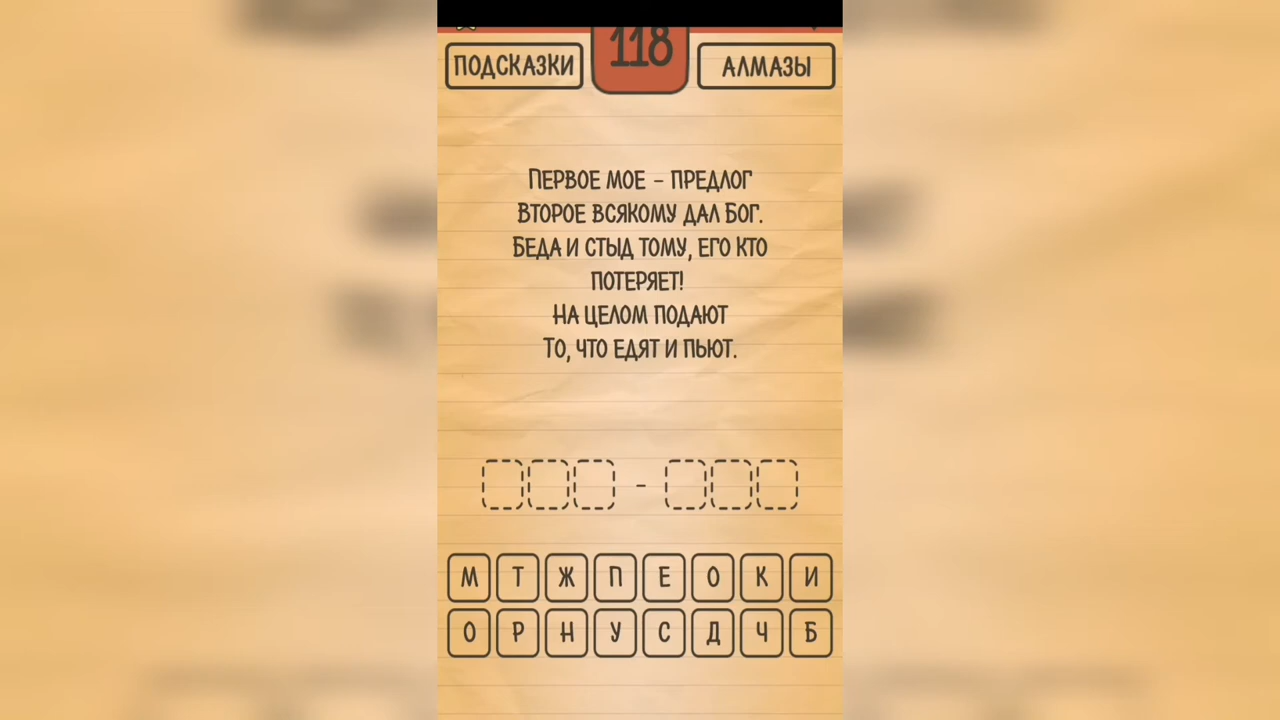 118
ПОДСКАЗКИ
АЛМАЗЫ
ПЕРВОЕ МОЕ – ПРЕДЛОГ
ВТОРОЕ ВСЯКОМУ ДАЛ БОГ.
БЕДА И СТЫД ТОМУ, ЕГО КТО
ПОТЕРЯЕТ!
НА ЦЕЛОМ ПОДАЮТ
ТО, ЧТО ЕДЯТ И ПЬЮТ.
-
М Т Ж П Е О К И
О Р Н У С Д Ч Б